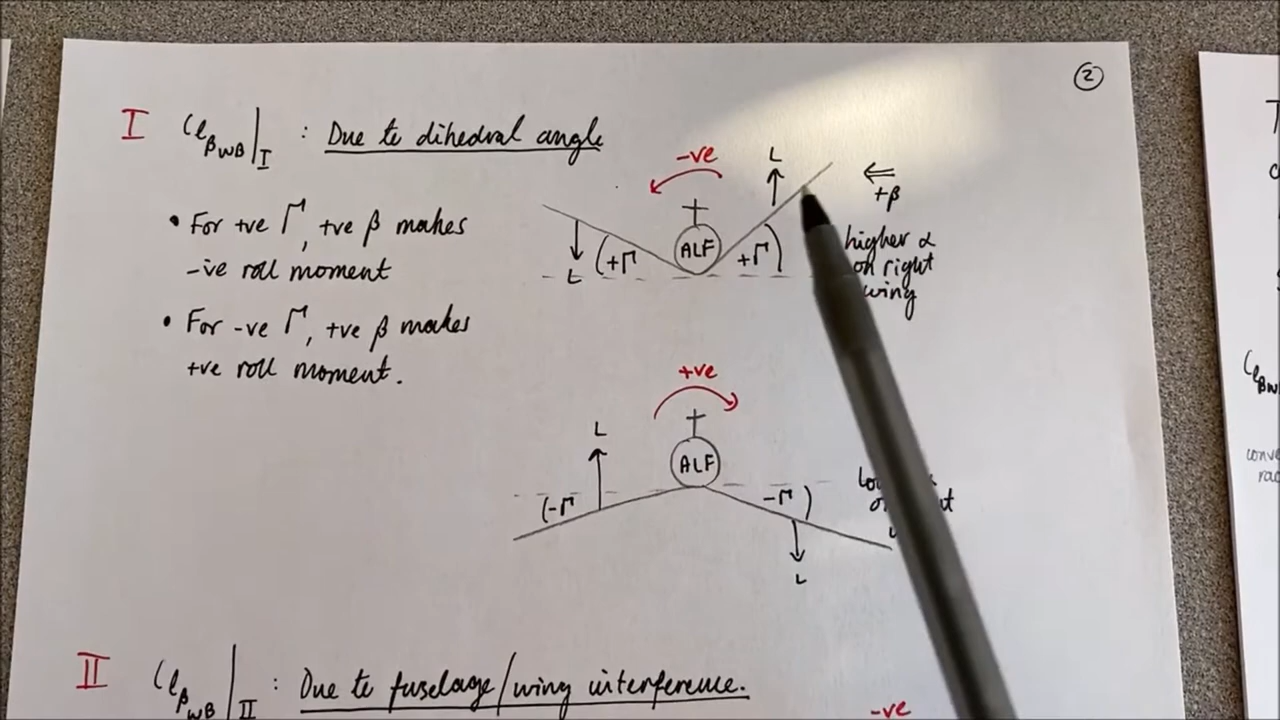 ②
I Clβ_WB|_I : Due to dihedral angle
• For +ve Γ, +ve β makes
-ive roll moment
• For -ve Γ, +ve β makes
+ve roll moment.
-ve
L
⇐
+β
ALF
L
(+Γ
+Γ)
higher α
on right
wing
+ve
L
ALF
(-Γ
-Γ)
L
II Clβ_WB|_II : Due to fuselage/wing interference.
-ve